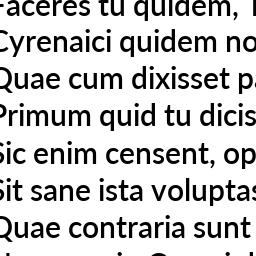 Faceres tu quidem,
Cyrenaici quidem no
Quae cum dixisset pa
Primum quid tu dicis
Sic enim censent, op
Sit sane ista voluptas
Quae contraria sunt